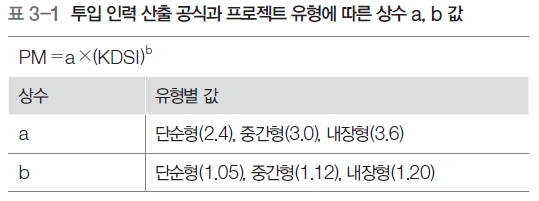 표 3-1 투입 인력 산출 공식과 프로젝트 유형에 따른 상수 a, b 값
PM=a×(KDSI)ᵇ
상수 유형별 값
a 단순형(2.4), 중간형(3.0), 내장형(3.6)
b 단순형(1.05), 중간형(1.12), 내장형(1.20)